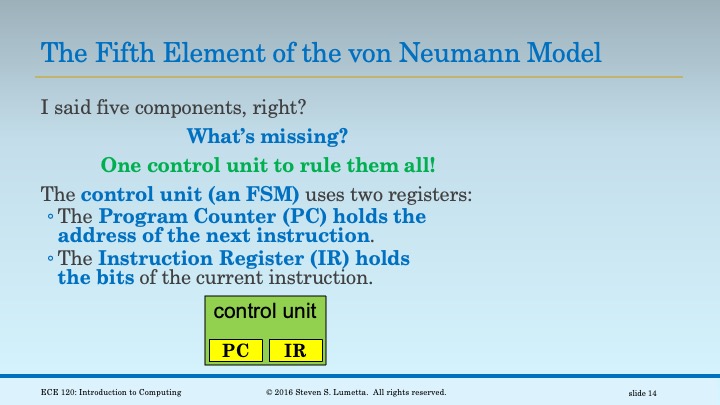 The Fifth Element of the von Neumann Model
I said five components, right?
What's missing?
One control unit to rule them all!
The control unit (an FSM) uses two registers:
◦ The Program Counter (PC) holds the
address of the next instruction.
◦ The Instruction Register (IR) holds
the bits of the current instruction.
control unit
PC IR
ECE 120: Introduction to Computing © 2016 Steven S. Lumetta. All rights reserved. slide 14